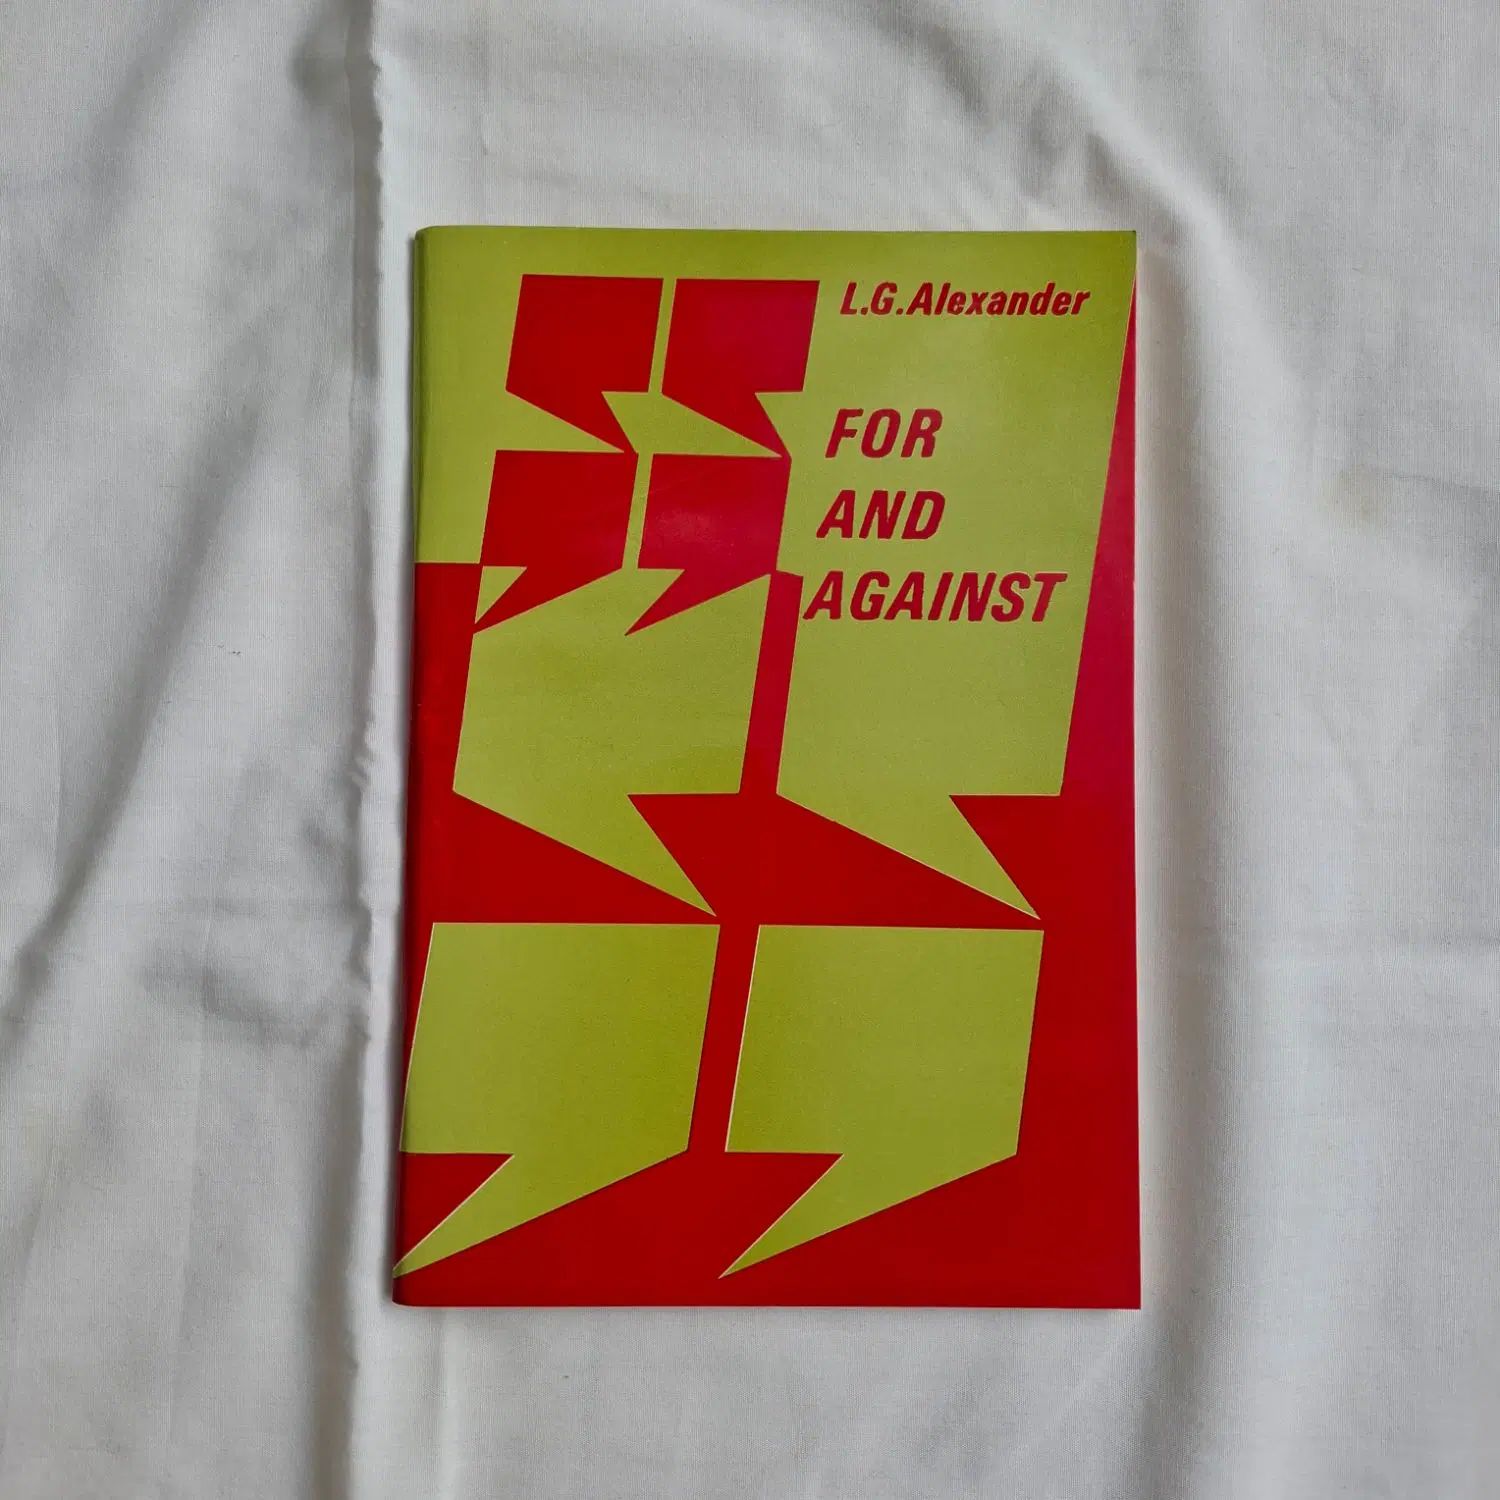 L.G.Alexander
FOR
AND
AGAINST